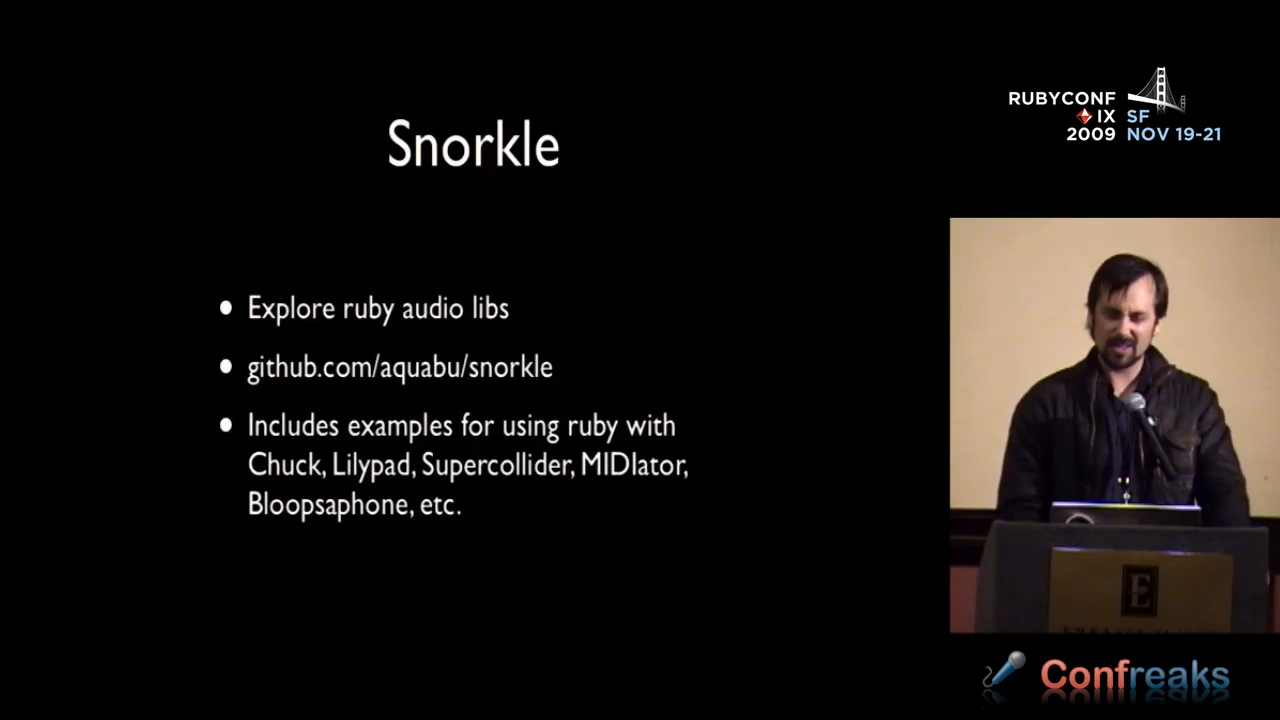 Snorkle
• Explore ruby audio libs
• github.com/aquabu/snorkle
• Includes examples for using ruby with
Chuck, Lilypad, Supercollider, MIDIator,
Bloopsaphone, etc.
RUBYCONF
IX SF
2009 NOV 19-21
E
Confreaks